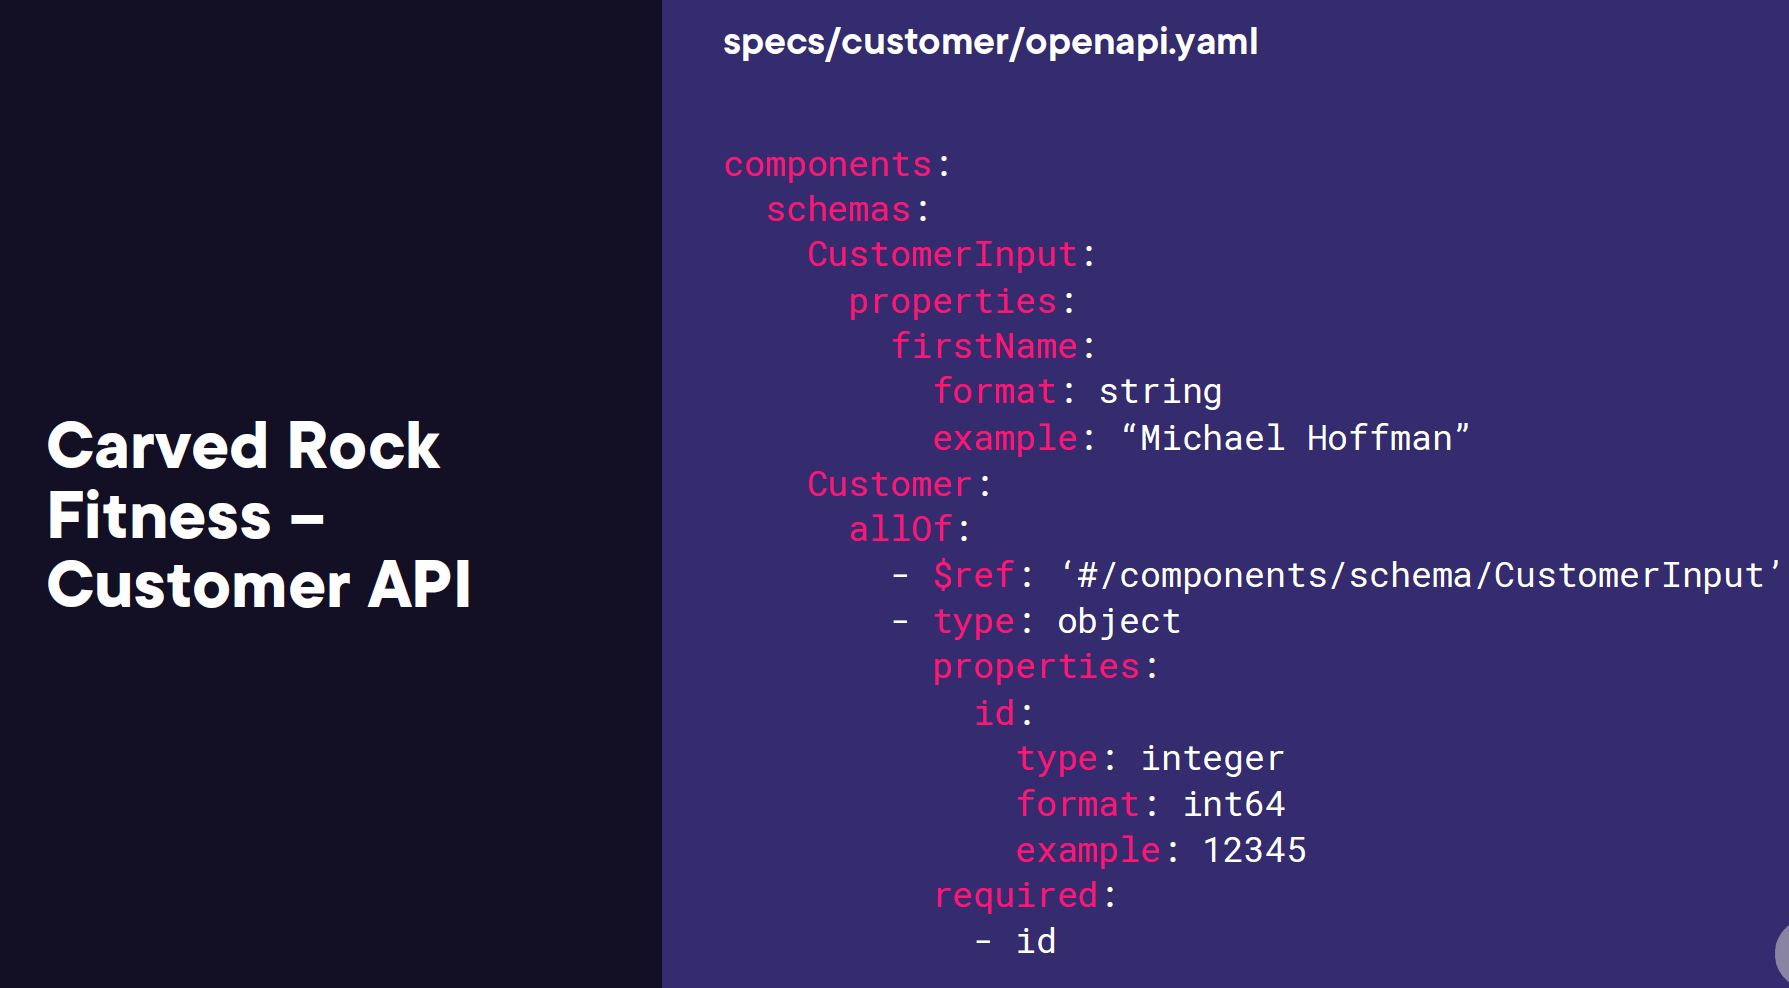 Carved Rock
Fitness –
Customer API
specs/customer/openapi.yaml
components:
  schemas:
    CustomerInput:
      properties:
        firstName:
          format: string
          example: “Michael Hoffman”
    Customer:
      allOf:
        - $ref: ‘#/components/schema/CustomerInput’
        - type: object
          properties:
            id:
              type: integer
              format: int64
              example: 12345
          required:
            - id